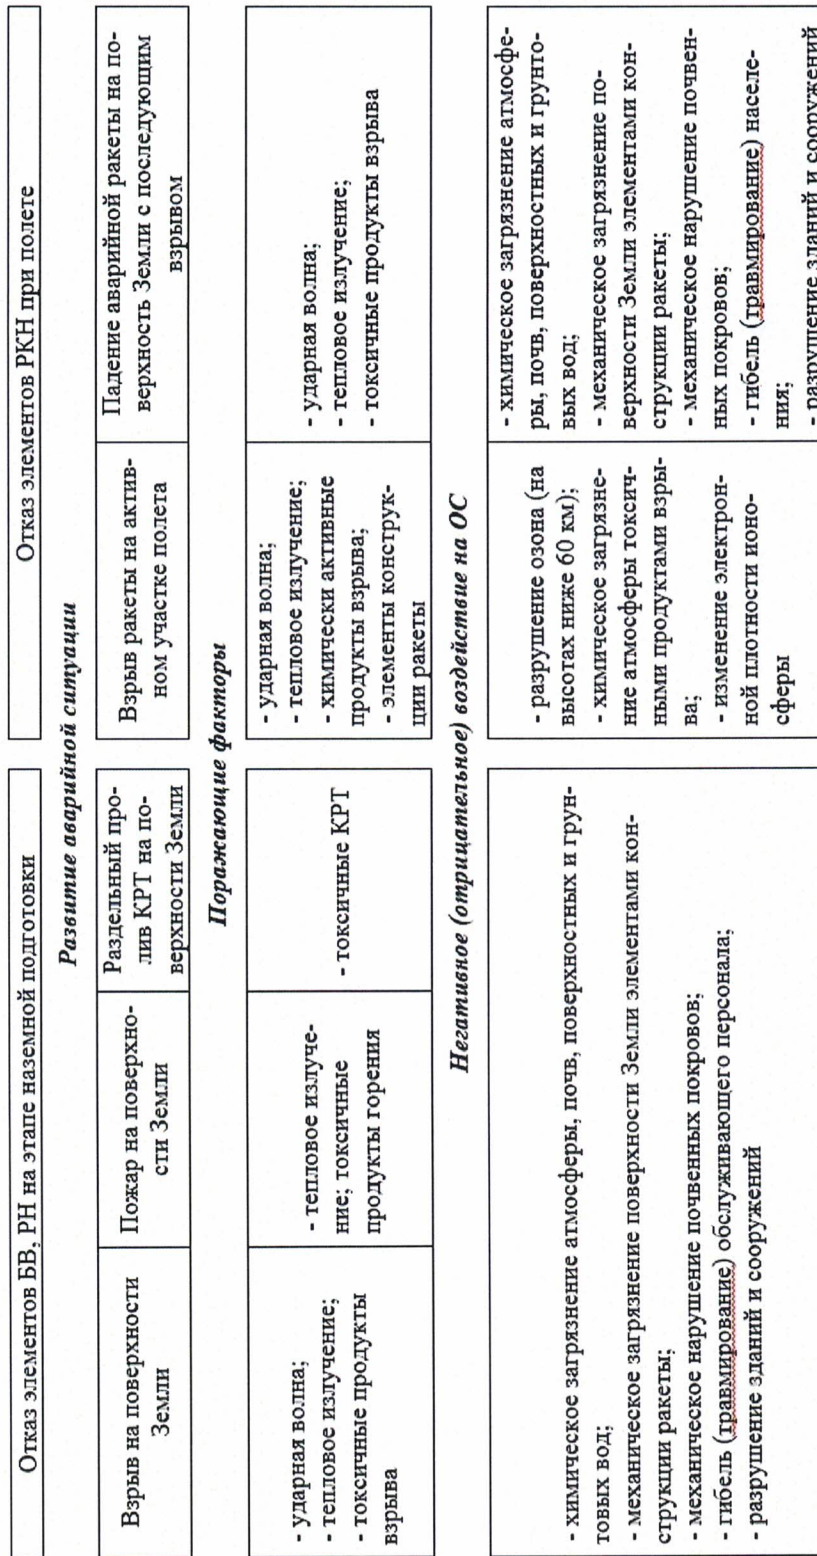 Отказ элементов БВ, РН на этапе наземной подготовки
Отказ элементов РКН при полете
Развитие аварийной ситуации
Взрыв на поверхности
Земли
Пожар на поверхно-
сти Земли
Раздельный про-
лив КРТ на по-
верхности Земли
Взрыв ракеты на актив-
ном участке полета
Падение аварийной ракеты на по-
верхность Земли с последующим
взрывом
Поражающие факторы
- ударная волна;
- тепловое излучение;
- токсичные продукты
взрыва
- тепловое излуче-
ние; токсичные
продукты горения
- токсичные КРТ
- ударная волна;
- тепловое излучение;
- химически активные
продукты взрыва;
- элементы конструк-
ции ракеты
- ударная волна;
- тепловое излучение;
- токсичные продукты взрыва
Негативное (отрицательное) воздействие на ОС
- химическое загрязнение атмосферы, почв, поверхностных и грун-
товых вод;
- механическое загрязнение поверхности Земли элементами кон-
струкции ракеты;
- механическое нарушение почвенных покровов;
- гибель (травмирование) обслуживающего персонала;
- разрушение зданий и сооружений
- разрушение озона (на
высотах ниже 60 км);
- химическое загрязне-
ние атмосферы токсич-
ными продуктами взры-
ва;
- изменение электрон-
ной плотности ионо-
сферы
- химическое загрязнение атмосфе-
ры, почв, поверхностных и грунто-
вых вод;
- механическое загрязнение по-
верхности Земли элементами кон-
струкции ракеты;
- механическое нарушение почвен-
ных покровов;
- гибель (травмирование) населе-
ния;
- разрушение зданий и сооружений